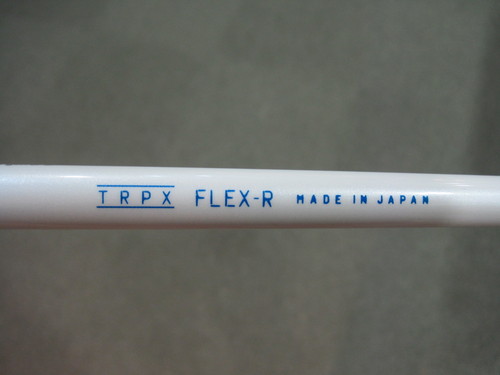 TRPX FLEX-R MADE IN JAPAN